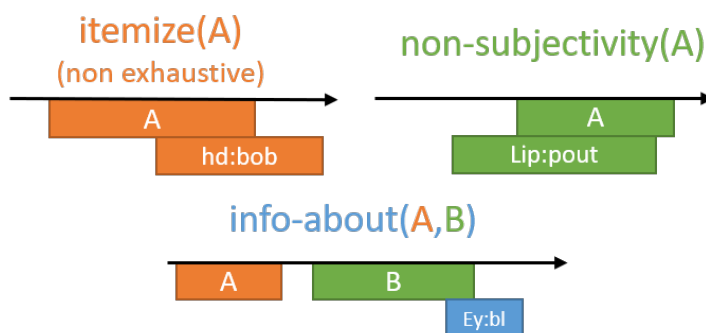 itemize(A)
(non exhaustive)
A
hd:bob
non-subjectivity(A)
A
Lip:pout
info-about(A,B)
A
B
Ey:bl